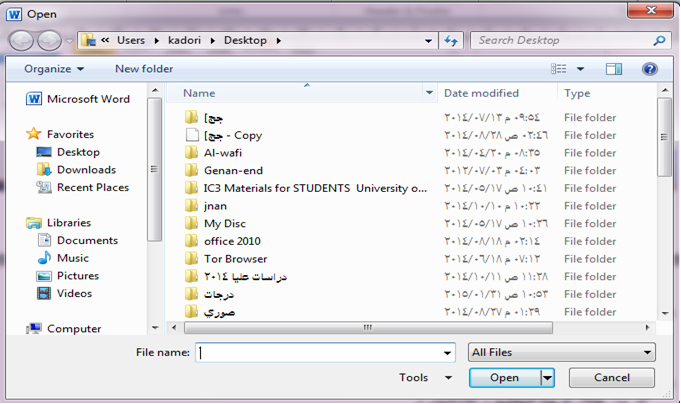 Open
« Users ▸ kadori ▸ Desktop ▸ Search Desktop
Organize New folder
Microsoft Word
Favorites
Desktop
Downloads
Recent Places
Libraries
Documents
Music
Pictures
Videos
Computer
Name Date modified Type
[جج ٢٠١٤/٠٧/١٣ م ٠٩:٥٤ File folder
[جج - Copy ٢٠١٤/٠٨/٢٨ ص ٠٢:٤٦ File folder
Al-wafi ٢٠١٤/٠٤/٢٠ م ٠٨:٣٥ File folder
Genan-end ٢٠١٢/٠٧/٠٣ م ٠٤:٠٣ File folder
IC3 Materials for STUDENTS University o... ٢٠١٤/٠٥/١٧ ص ١٠:٤١ File folder
jnan ٢٠١٤/١٠/١٠ م ١٠:٢٢ File folder
My Disc ٢٠١٤/٠٥/١٧ ص ١٠:٢٦ File folder
office 2010 ٢٠١٤/٠٨/١٨ م ٠٢:١٤ File folder
Tor Browser ٢٠١٤/٠٦/١٨ م ٠٧:١٢ File folder
دراسات عليا ٢٠١٤ ٢٠١٤/١٠/١١ ص ١١:٢٨ File folder
درجات ٢٠١٥/٠١/٣١ ص ١٠:٥٣ File folder
صوري ٢٠١٤/٠٨/٢٧ م ٠١:٢٩ File folder
File name: All Files
Tools Open Cancel